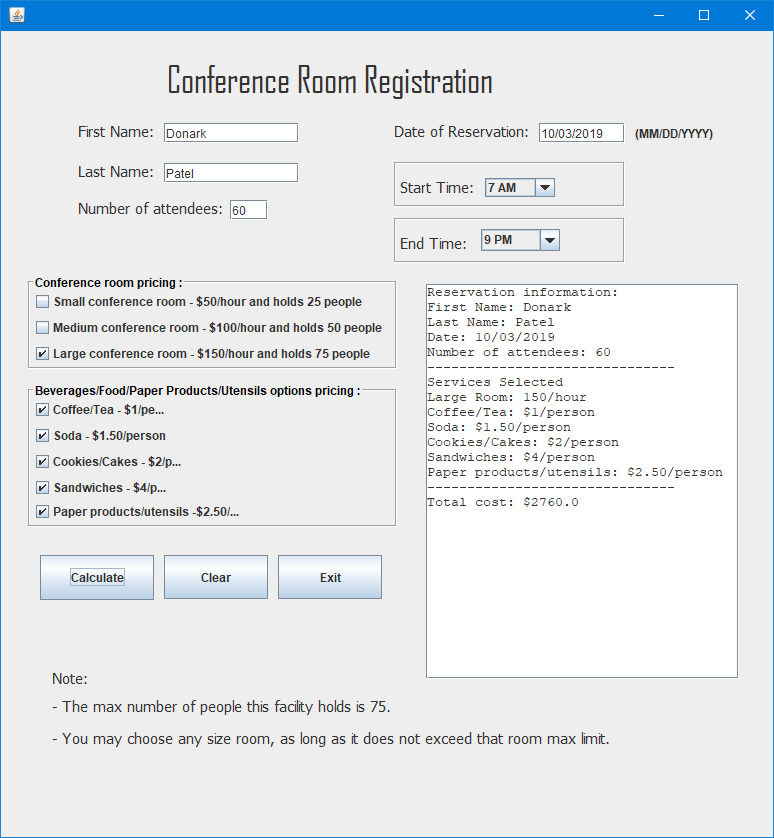 Conference Room Registration
First Name: Donark
Date of Reservation: 10/03/2019 (MM/DD/YYYY)
Last Name: Patel
Start Time: 7 AM
Number of attendees: 60
End Time: 9 PM
Conference room pricing :
Small conference room - $50/hour and holds 25 people
Medium conference room - $100/hour and holds 50 people
Large conference room - $150/hour and holds 75 people
Beverages/Food/Paper Products/Utensils options pricing :
Coffee/Tea - $1/pe...
Soda - $1.50/person
Cookies/Cakes - $2/p...
Sandwiches - $4/p...
Paper products/utensils -$2.50/...
Calculate
Clear
Exit
Reservation information:
First Name: Donark
Last Name: Patel
Date: 10/03/2019
Number of attendees: 60
-------------------------------
Services Selected
Large Room: 150/hour
Coffee/Tea: $1/person
Soda: $1.50/person
Cookies/Cakes: $2/person
Sandwiches: $4/person
Paper products/utensils: $2.50/person
-------------------------------
Total cost: $2760.0
Note:
- The max number of people this facility holds is 75.
- You may choose any size room, as long as it does not exceed that room max limit.